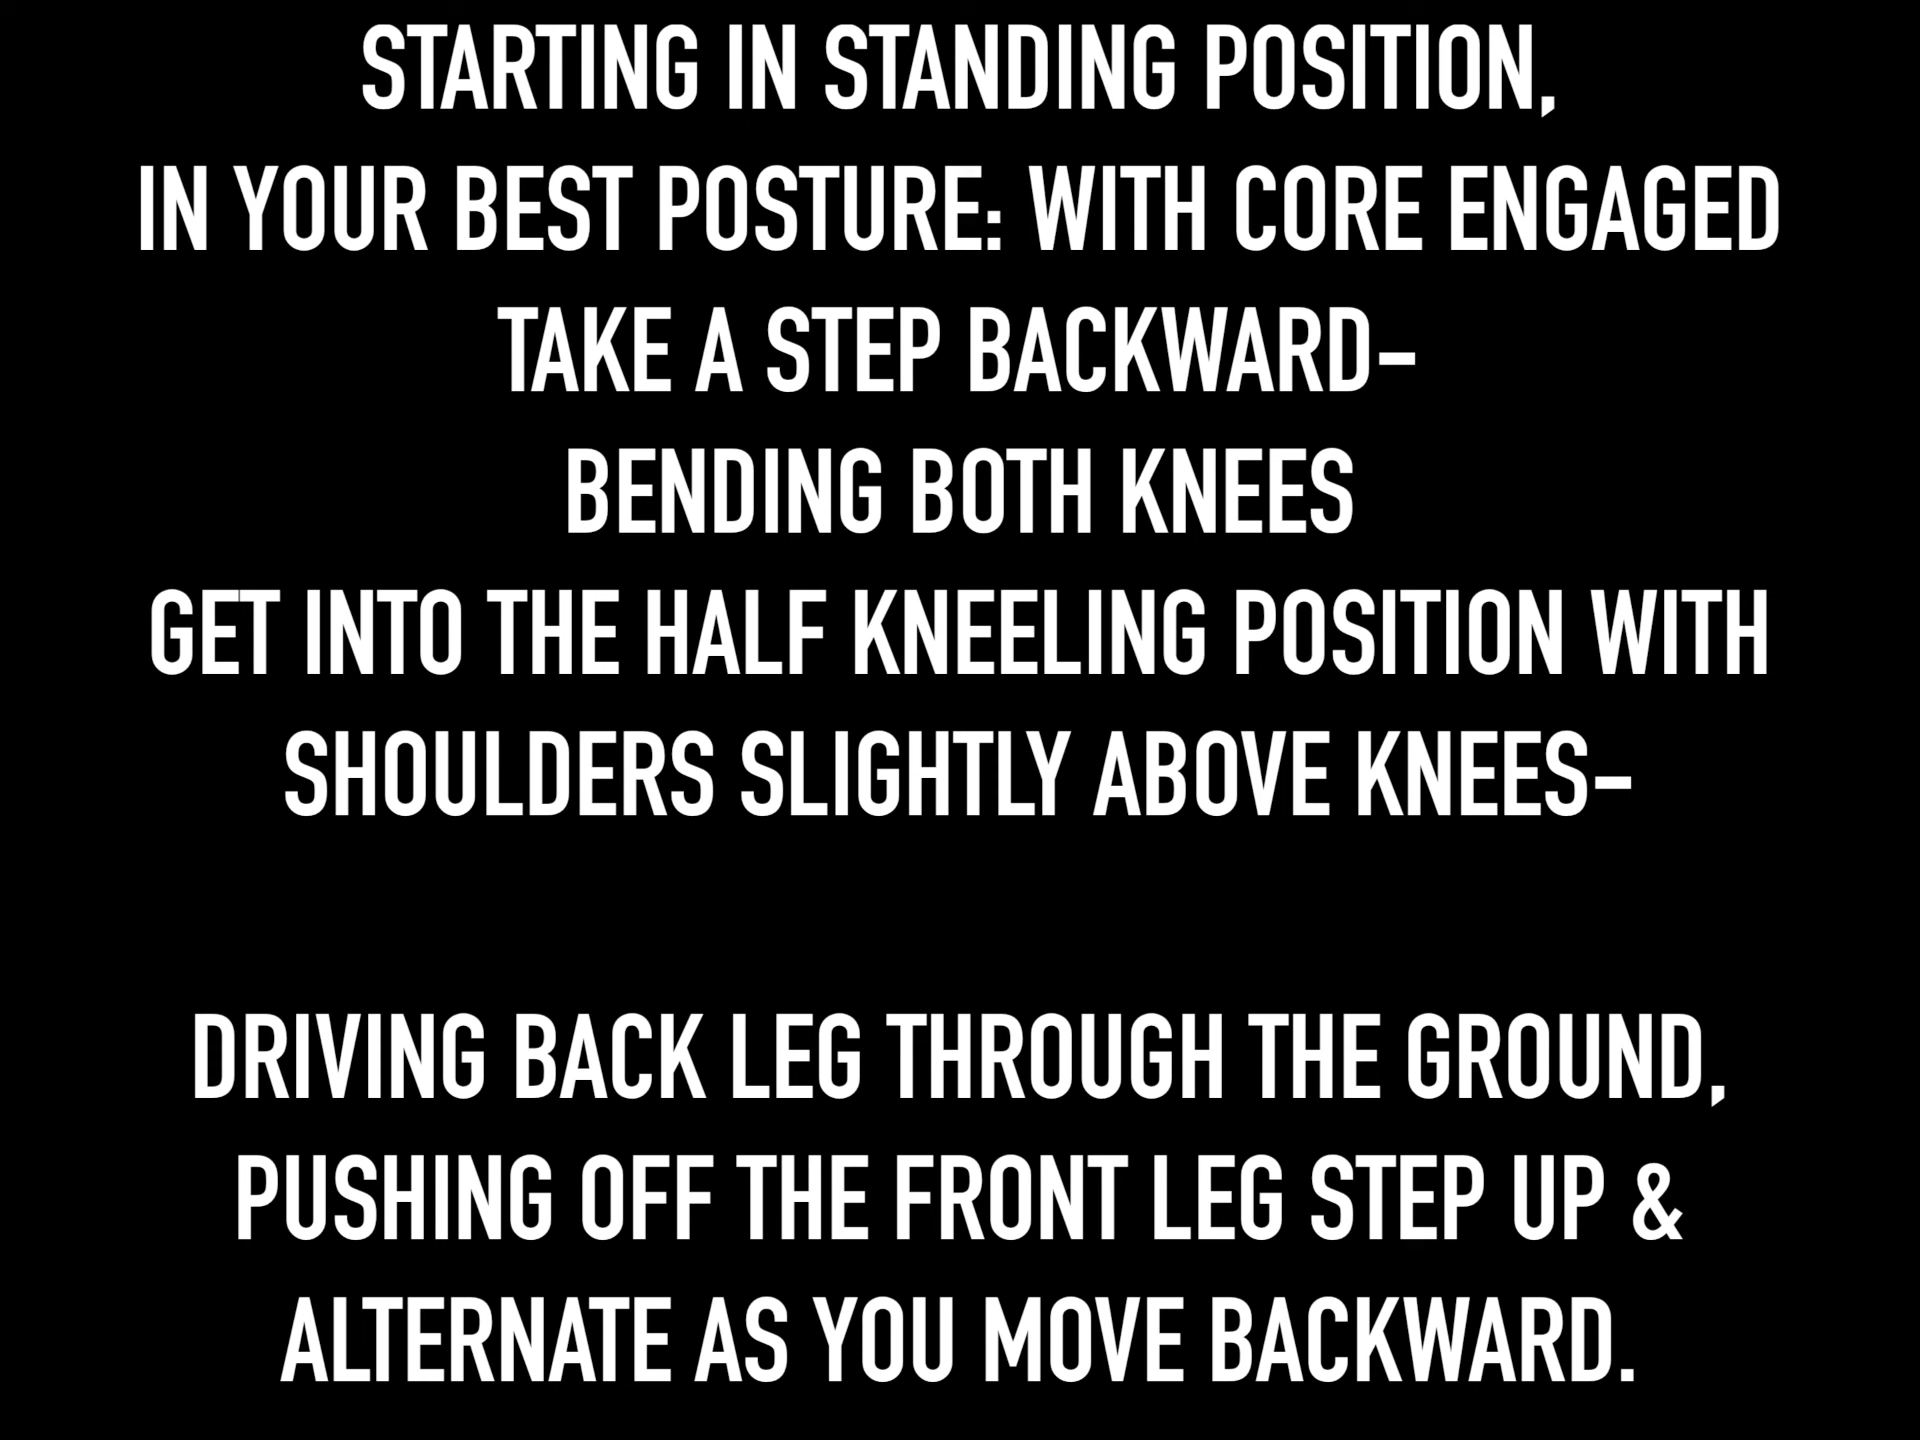 STARTING IN STANDING POSITION,
IN YOUR BEST POSTURE: WITH CORE ENGAGED
TAKE A STEP BACKWARD-
BENDING BOTH KNEES
GET INTO THE HALF KNEELING POSITION WITH
SHOULDERS SLIGHTLY ABOVE KNEES-
DRIVING BACK LEG THROUGH THE GROUND,
PUSHING OFF THE FRONT LEG STEP UP &
ALTERNATE AS YOU MOVE BACKWARD.